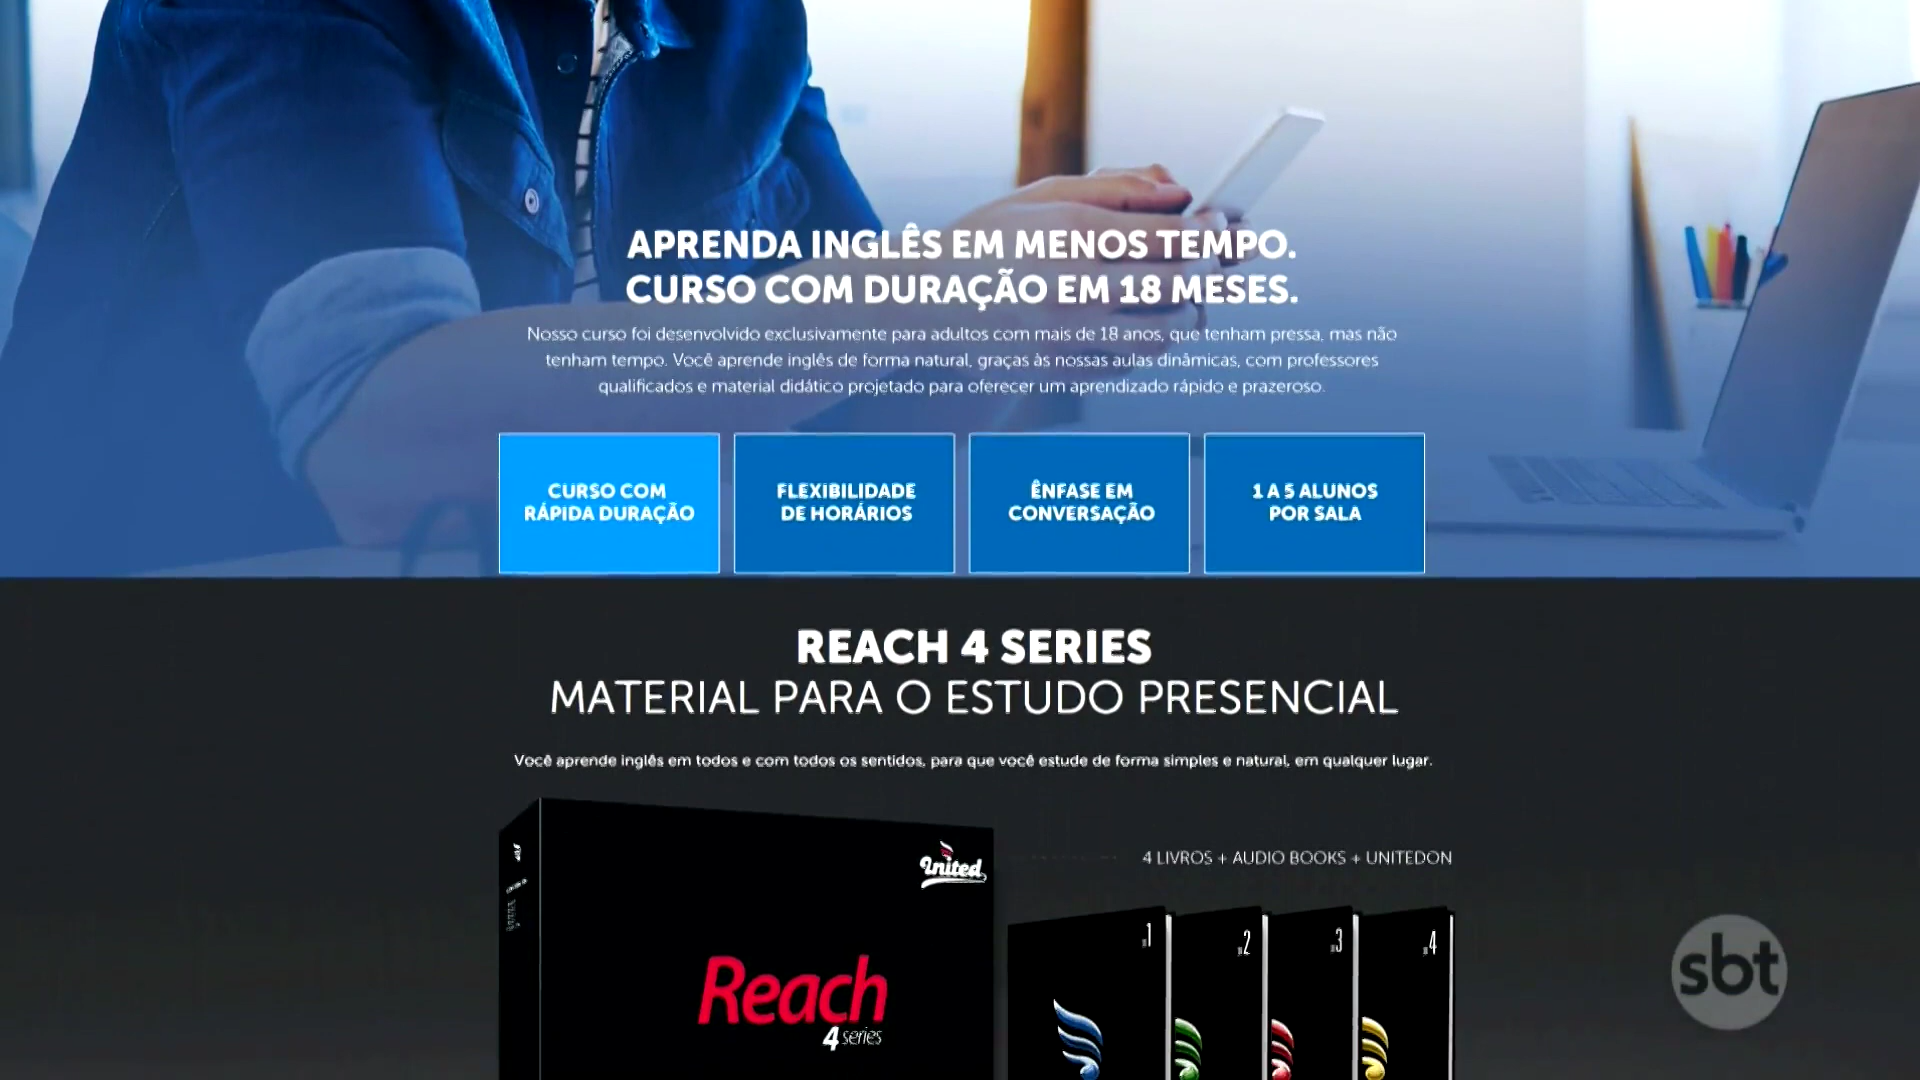 APRENDA INGLÊS EM MENOS TEMPO.
CURSO COM DURAÇÃO EM 18 MESES.
Nosso curso foi desenvolvido exclusivamente para adultos com mais de 18 anos, que tenham pressa, mas não
tenham tempo. Você aprende inglês de forma natural, graças às nossas aulas dinâmicas, com professores
qualificados e material didático projetado para oferecer um aprendizado rápido e prazeroso.
CURSO COM
RÁPIDA DURAÇÃO
FLEXIBILIDADE
DE HORÁRIOS
ÊNFASE EM
CONVERSAÇÃO
1 A 5 ALUNOS
POR SALA
REACH 4 SERIES
MATERIAL PARA O ESTUDO PRESENCIAL
Você aprende inglês em todos e com todos os sentidos, para que você estude de forma simples e natural, em qualquer lugar.
United
4 LIVROS + AUDIO BOOKS + UNITEDON
1
2
3
4
Reach
4 series
sbt